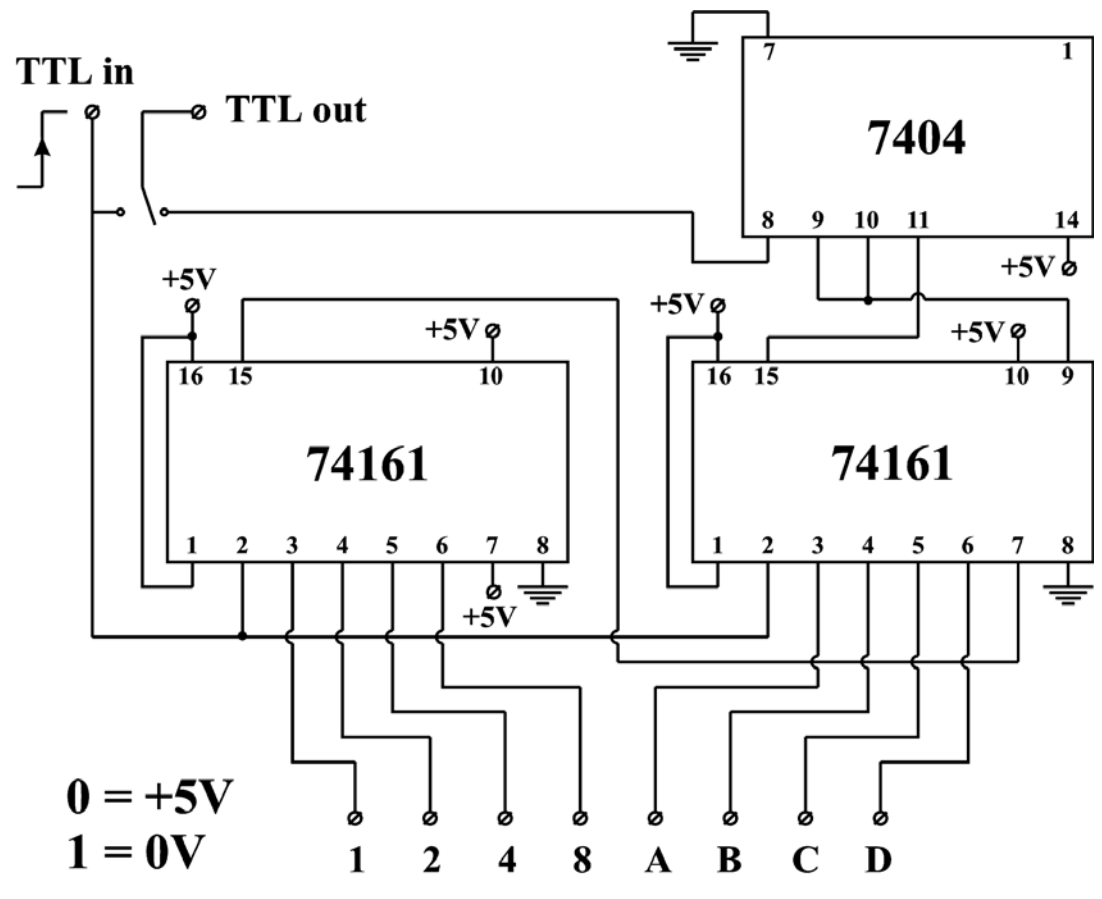 7 1
TTL in
TTL out
7404
8 9 10 11 14
+5V
+5V
+5V
+5V
+5V
16 15 10
16 15 10 9
74161
74161
1 2 3 4 5 6 7 8
1 2 3 4 5 6 7 8
+5V
0 = +5V
1 = 0V
1 2 4 8 A B C D